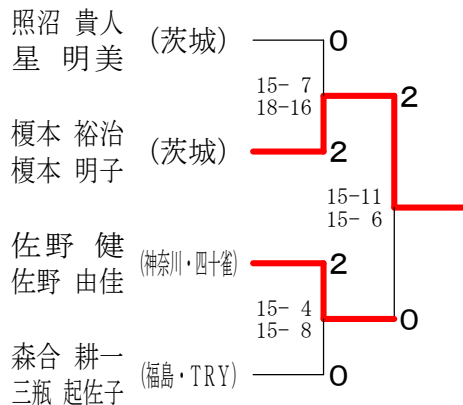 照沼 貴人
星 明美
(茨城)
0
15- 7
18-16
2
榎本 裕治
榎本 明子
(茨城)
2
15-11
15- 6
佐野 健
佐野 由佳
(神奈川・四十雀)
2
15- 4
15- 8
0
森合 耕一
三瓶 起佐子
(福島・TRY)
0